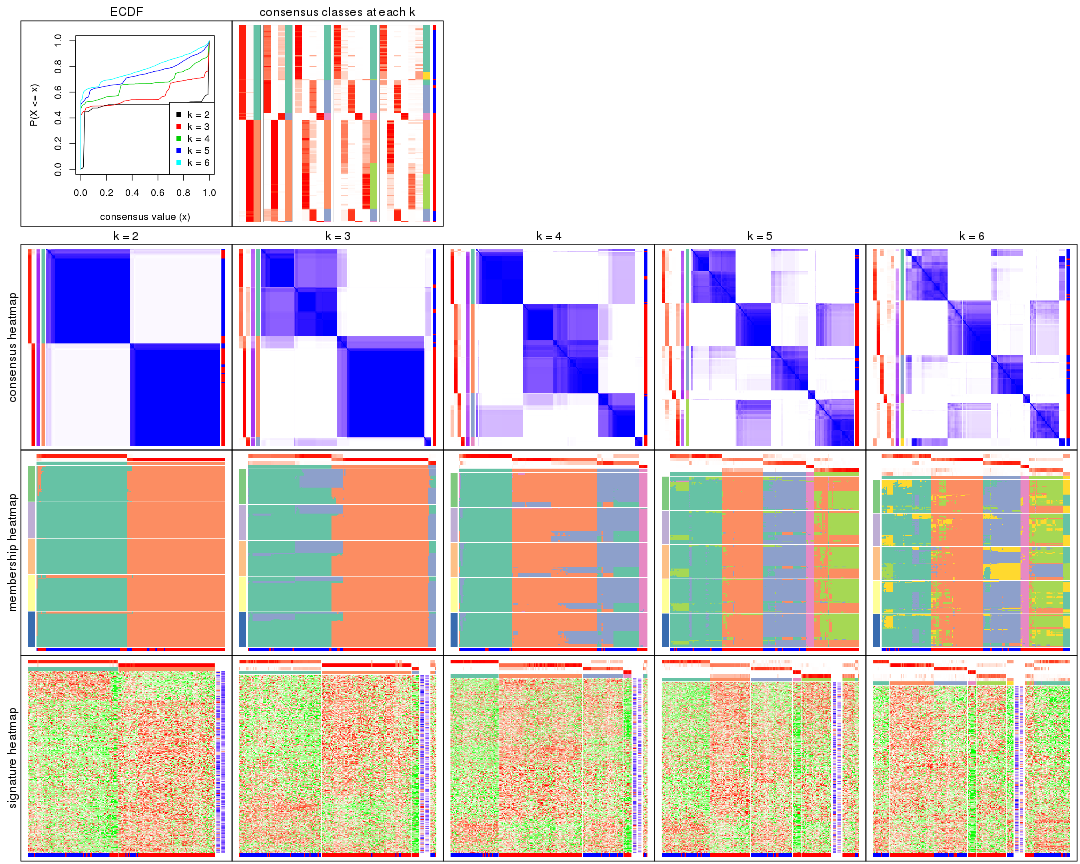 ECDF
consensus classes at each k
P(X <= x)
1.0
0.8
0.6
0.4
0.2
0.0
k = 2
k = 3
k = 4
k = 5
k = 6
0.0 0.2 0.4 0.6 0.8 1.0
consensus value (x)
k = 2 k = 3 k = 4 k = 5 k = 6
consensus heatmap
membership heatmap
signature heatmap